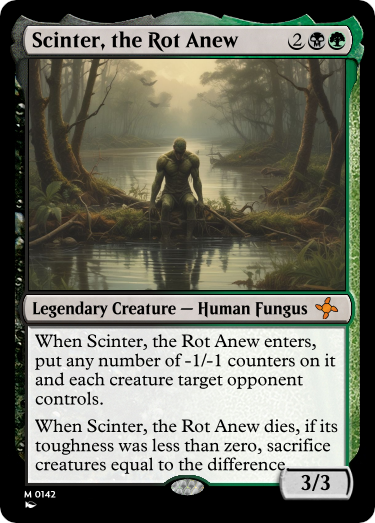 Scinter, the Rot Anew 2
Legendary Creature — Human Fungus
When Scinter, the Rot Anew enters,
put any number of -1/-1 counters on it
and each creature target opponent
controls.
When Scinter, the Rot Anew dies, if its
toughness was less than zero, sacrifice
creatures equal to the difference.
3/3
M 0142